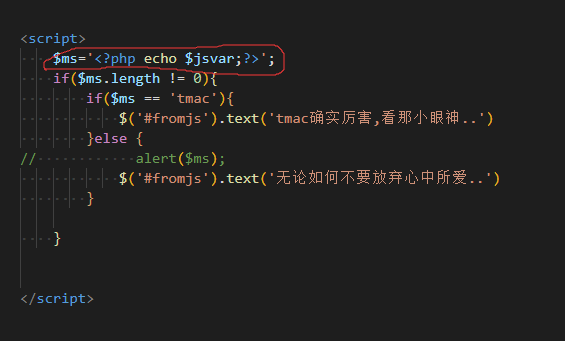 <script>
$ms='<?php echo $jsvar;?>';
if($ms.length != 0){
if($ms == 'tmac'){
$('#fromjs').text('tmac确实厉害,看那小眼神..')
}else {
// alert($ms);
$('#fromjs').text('无论如何不要放弃心中所爱..')
}
}
</script>